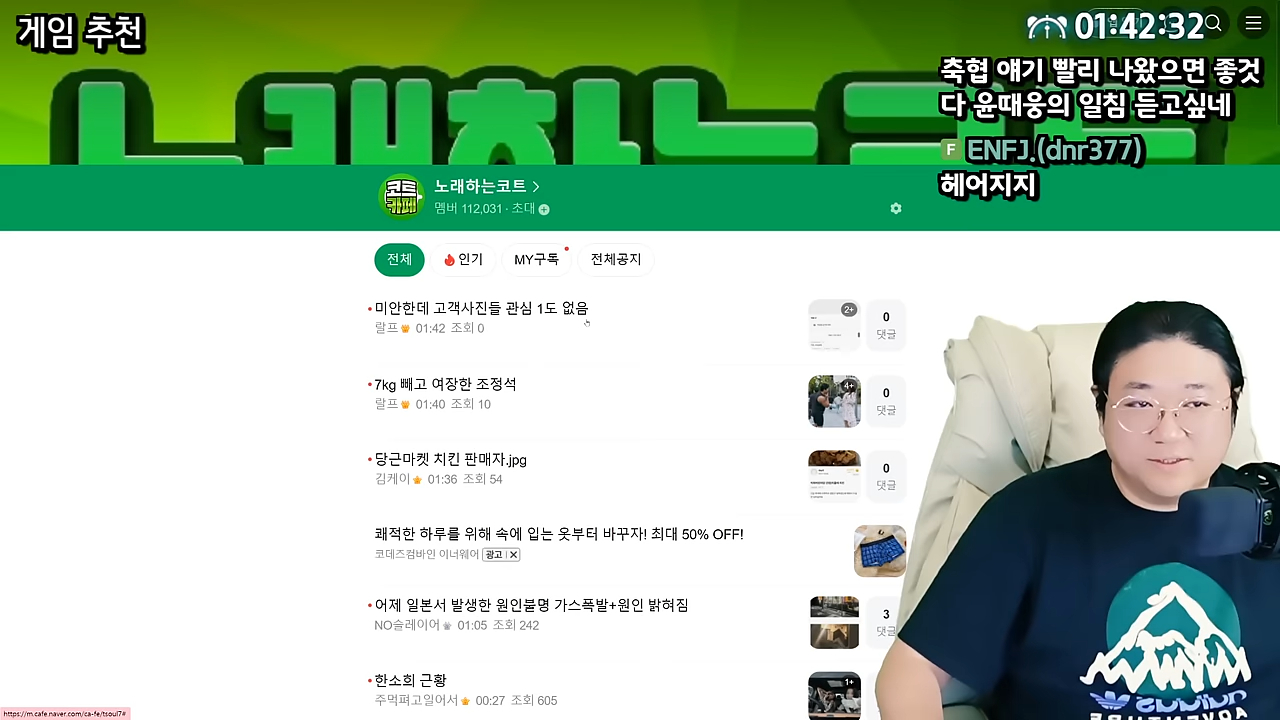 게임 추천
01:42:32
축협 얘기 빨리 나왔으면 좋것
다 윤때웅의 일침 듣고싶네
F ENFJ.(dnr377)
헤어지지
노래하는코트
코트
카페
노래하는코트 >
멤버 112,031 · 초대
전체
인기
MY구독
전체공지
미안한데 고객사진들 관심 1도 없음
랄프 01:42 조회 0
2+
0
댓글
7kg 빼고 여장한 조정석
랄프 01:40 조회 10
4+
0
댓글
당근마켓 치킨 판매자.jpg
01:36 조회 54
0
댓글
쾌적한 하루를 위해 속에 입는 옷부터 바꾸자! 최대 50% OFF!
코데즈컴바인 이너웨어 광고 X
어제 일본서 발생한 원인불명 가스폭발+원인 밝혀짐
NO슬레이어 01:05 조회 242
3
댓글
한소희 근황
주먹펴고일어서 00:27 조회 605
1+
https://m.cafe.naver.com/ca-fe/tsoul7#
adidas